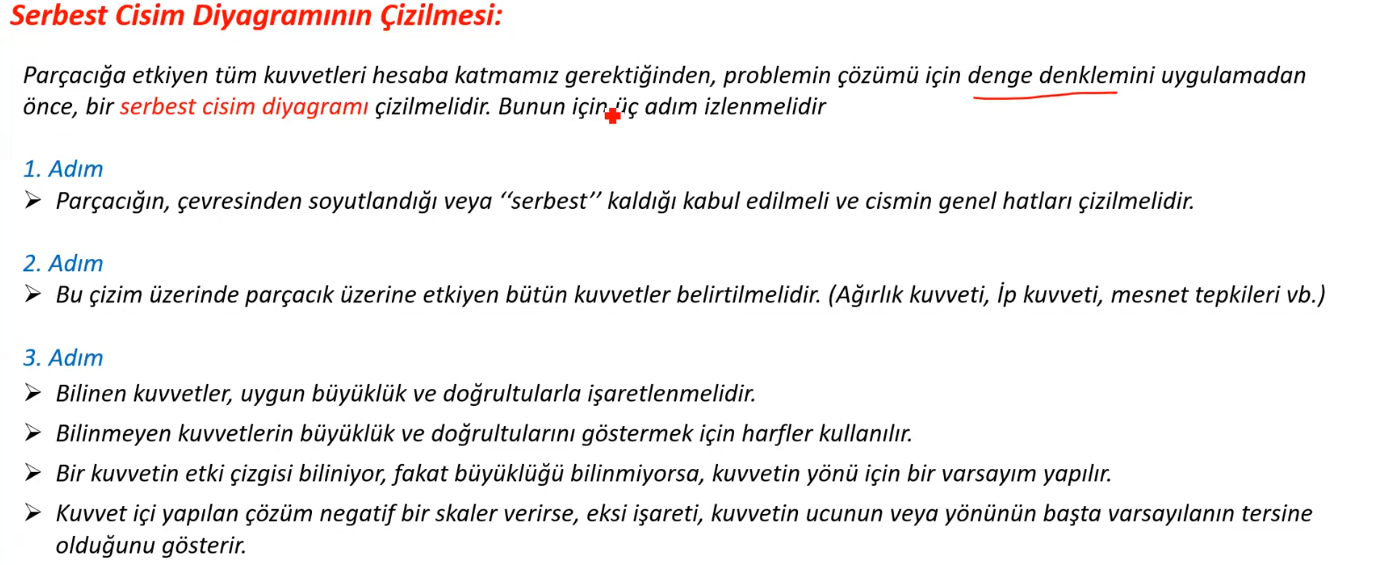 Serbest Cisim Diyagramının Çizilmesi:
Parçacığa etkiyen tüm kuvvetleri hesaba katmamız gerektiğinden, problemin çözümü için denge denklemini uygulamadan
önce, bir serbest cisim diyagramı çizilmelidir. Bunun için üç adım izlenmelidir
1. Adım
➢ Parçacığın, çevresinden soyutlandığı veya ‘‘serbest’’ kaldığı kabul edilmeli ve cismin genel hatları çizilmelidir.
2. Adım
➢ Bu çizim üzerinde parçacık üzerine etkiyen bütün kuvvetler belirtilmelidir. (Ağırlık kuvveti, İp kuvveti, mesnet tepkileri vb.)
3. Adım
➢ Bilinen kuvvetler, uygun büyüklük ve doğrultularla işaretlenmelidir.
➢ Bilinmeyen kuvvetlerin büyüklük ve doğrultularını göstermek için harfler kullanılır.
➢ Bir kuvvetin etki çizgisi biliniyor, fakat büyüklüğü bilinmiyorsa, kuvvetin yönü için bir varsayım yapılır.
➢ Kuvvet içi yapılan çözüm negatif bir skaler verirse, eksi işareti, kuvvetin ucunun veya yönünün başta varsayılanın tersine
olduğunu gösterir.